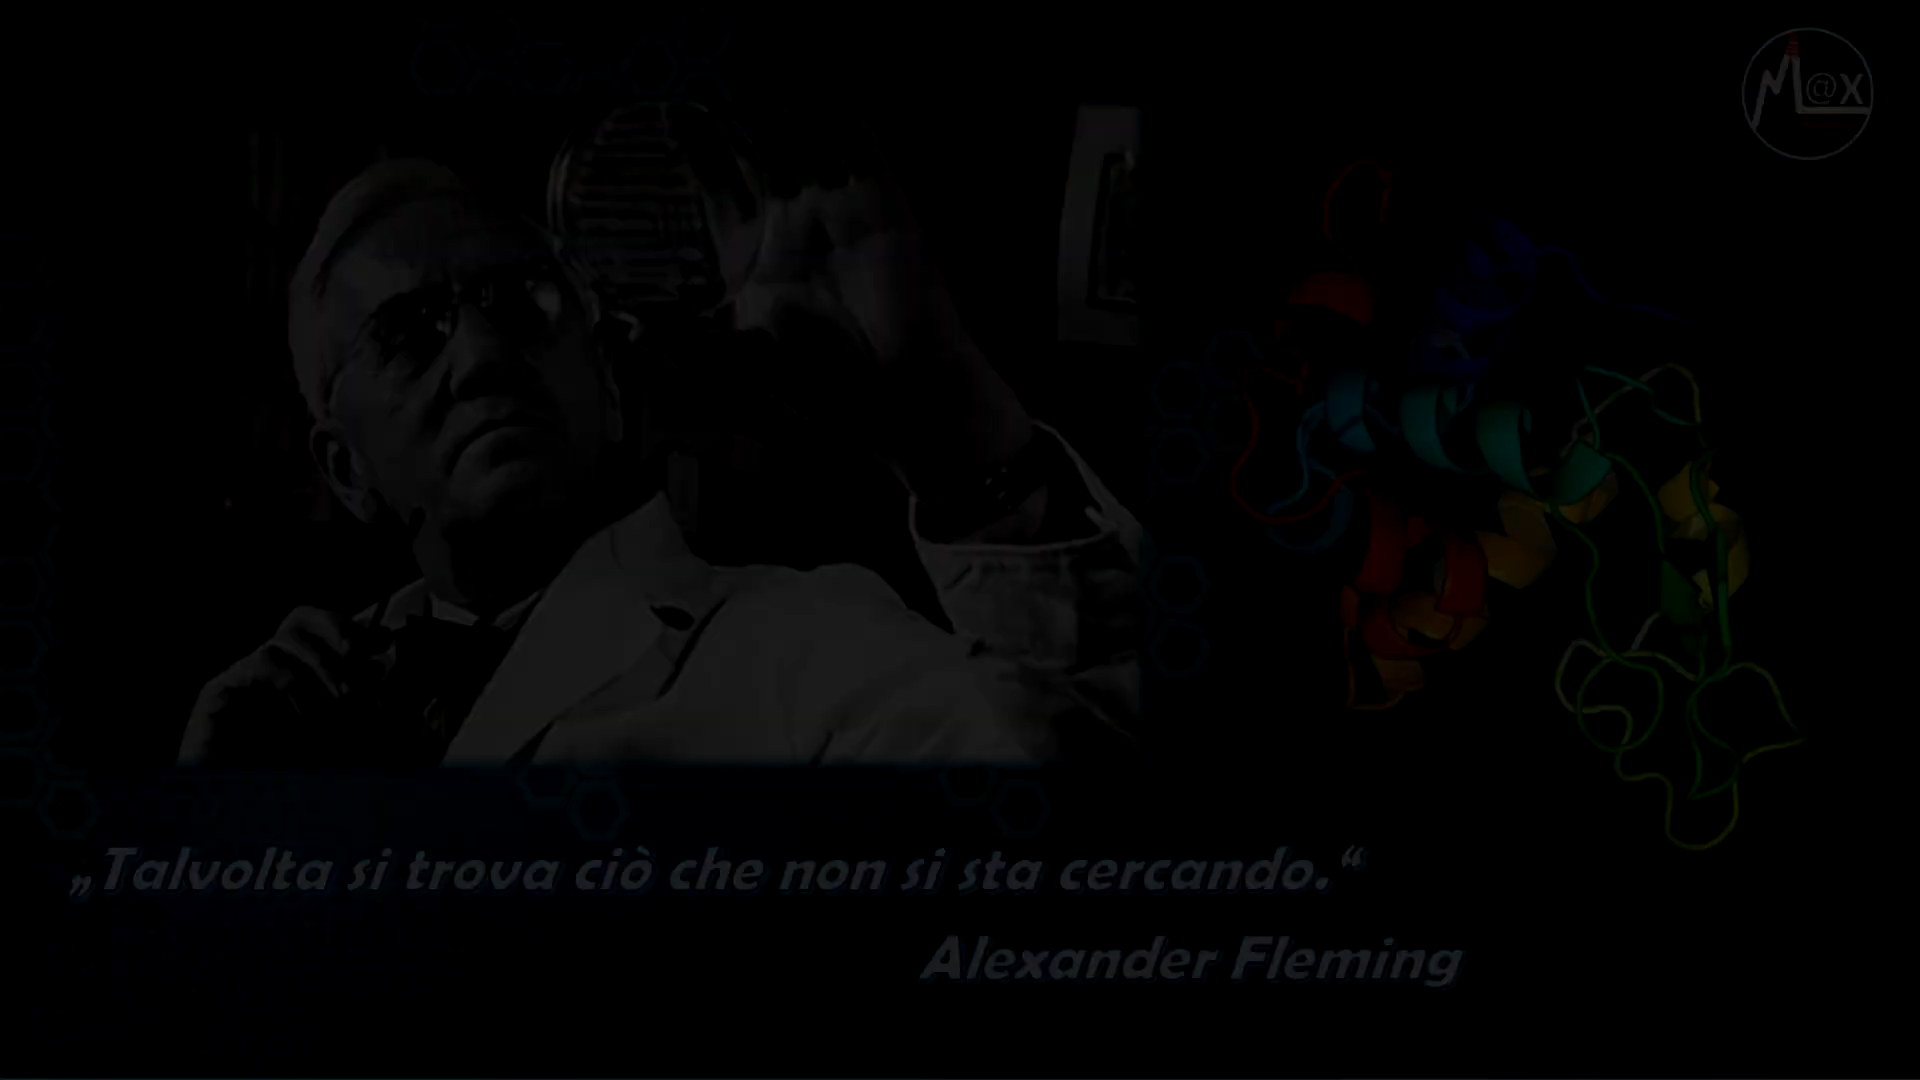 M@x
„Talvolta si trova ciò che non si sta cercando.“
Alexander Fleming